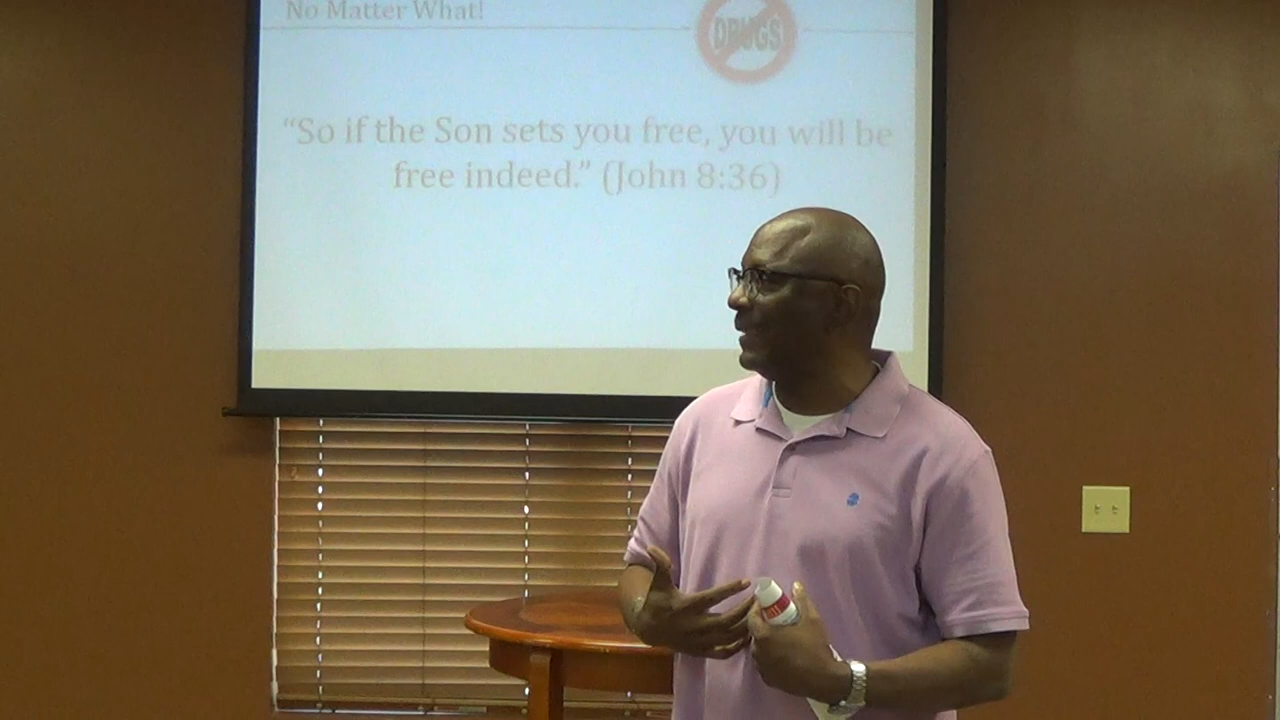 No Matter What!
DRUGS
“So if the Son sets you free, you will be
free indeed.” (John 8:36)